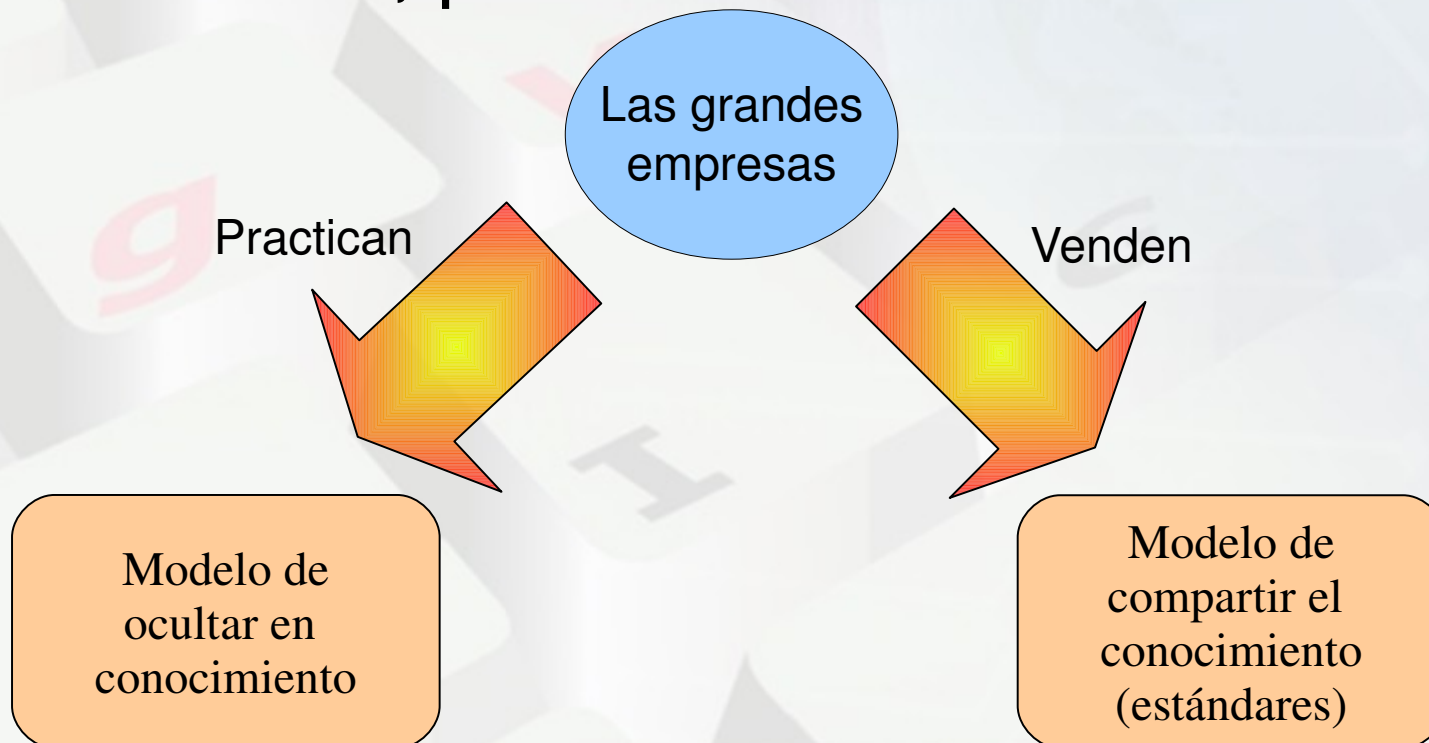 Las grandes
empresas
Practican
Venden
Modelo de
ocultar en
conocimiento
Modelo de
compartir el
conocimiento
(estándares)